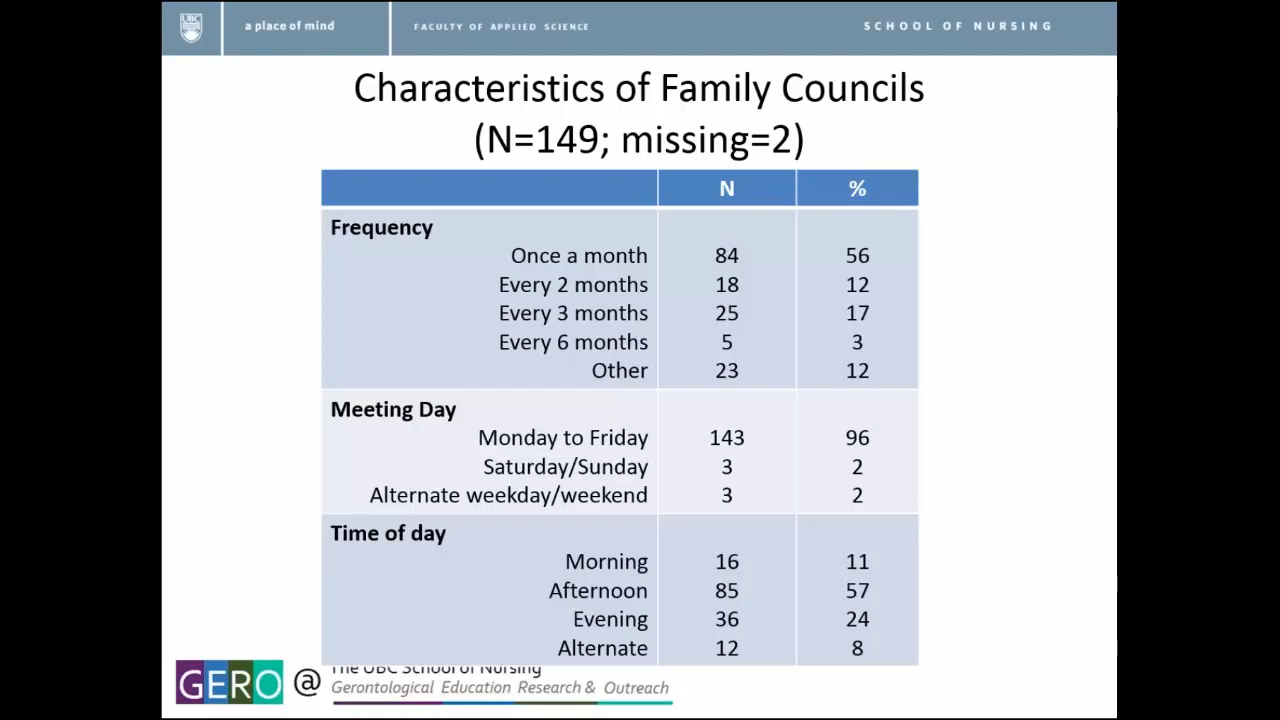 UBC
a place of mind
FACULTY OF APPLIED SCIENCE
SCHOOL OF NURSING
Characteristics of Family Councils
(N=149; missing=2)
N %
Frequency
Once a month 84 56
Every 2 months 18 12
Every 3 months 25 17
Every 6 months 5 3
Other 23 12
Meeting Day
Monday to Friday 143 96
Saturday/Sunday 3 2
Alternate weekday/weekend 3 2
Time of day
Morning 16 11
Afternoon 85 57
Evening 36 24
Alternate 12 8
GERO @
The UBC School of Nursing
Gerontological Education Research & Outreach